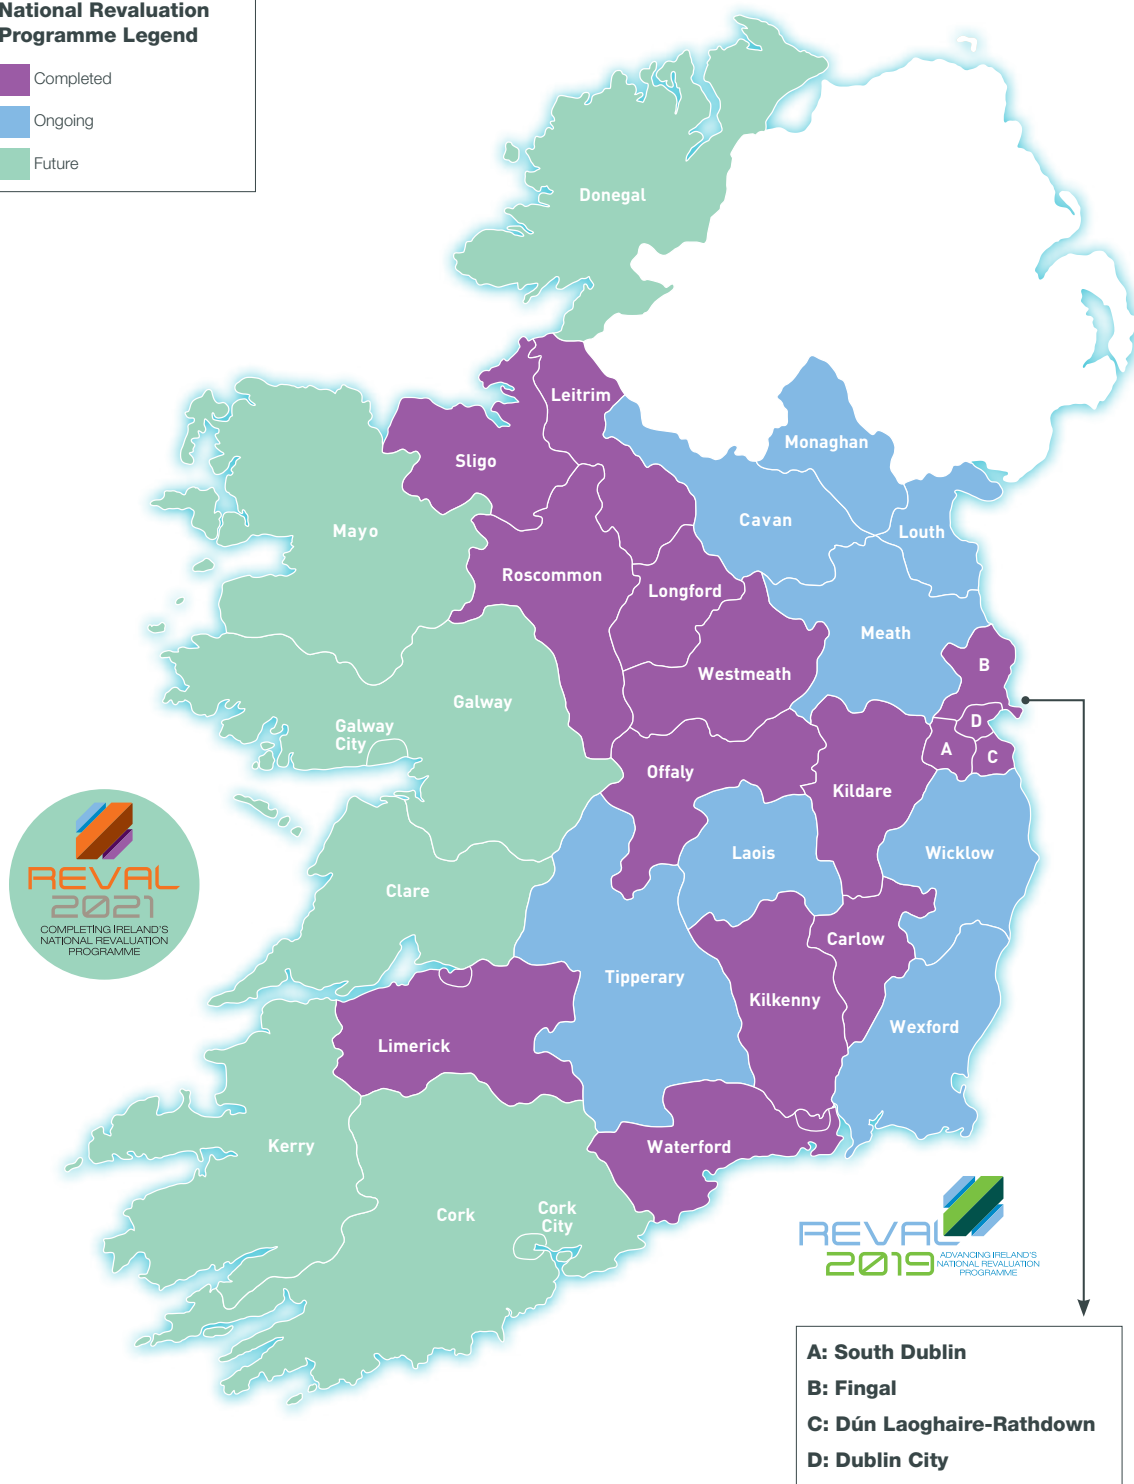 National Revaluation
Programme Legend
Completed
Ongoing
Future
Donegal
Leitrim
Monaghan
Sligo
Cavan
Mayo
Louth
Roscommon
Longford
Meath
B
Westmeath
Galway
D
Galway
City
A
C
Offaly
Kildare
Laois
Wicklow
REVAL
2021
COMPLETING IRELAND'S
NATIONAL REVALUATION
PROGRAMME
Clare
Carlow
Tipperary
Kilkenny
Wexford
Limerick
Kerry
Waterford
Cork
Cork
City
REVAL
2019
ADVANCING IRELAND'S
NATIONAL REVALUATION
PROGRAMME
A: South Dublin
B: Fingal
C: Dún Laoghaire-Rathdown
D: Dublin City